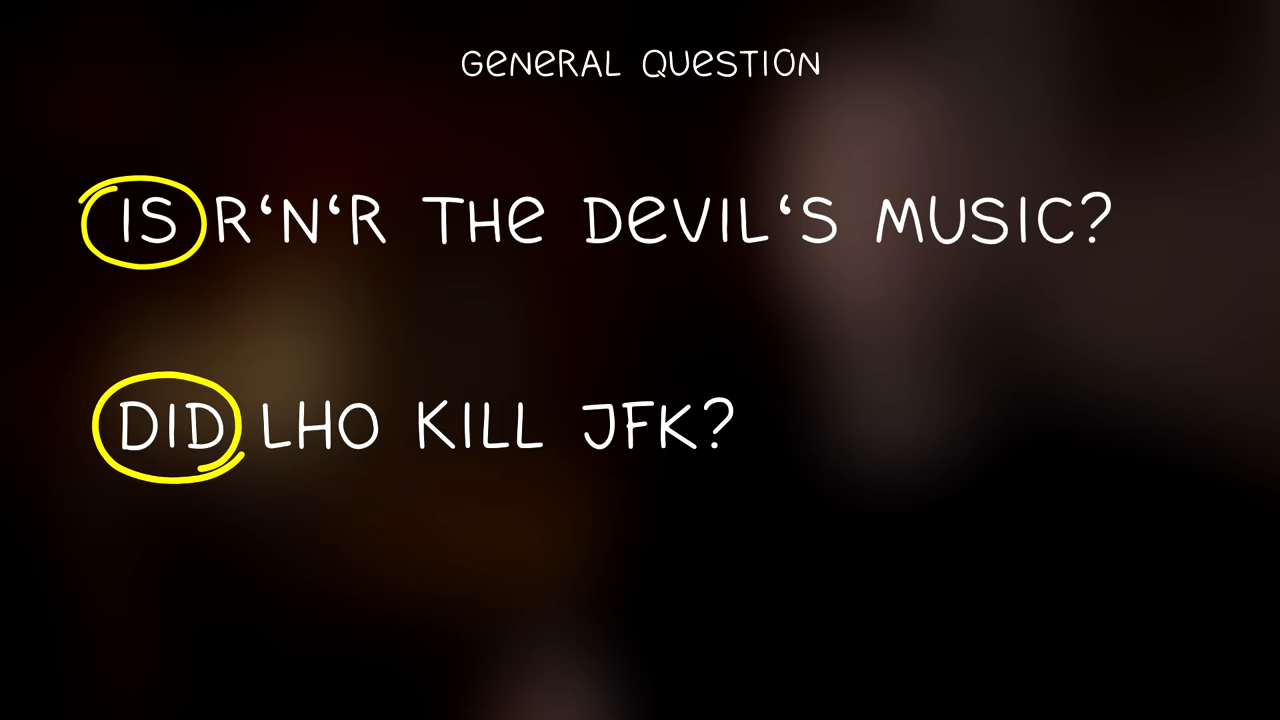 GENERAL QUESTION
IS R‘N‘R THE DEVIL‘S MUSIC?
DID LHO KILL JFK?